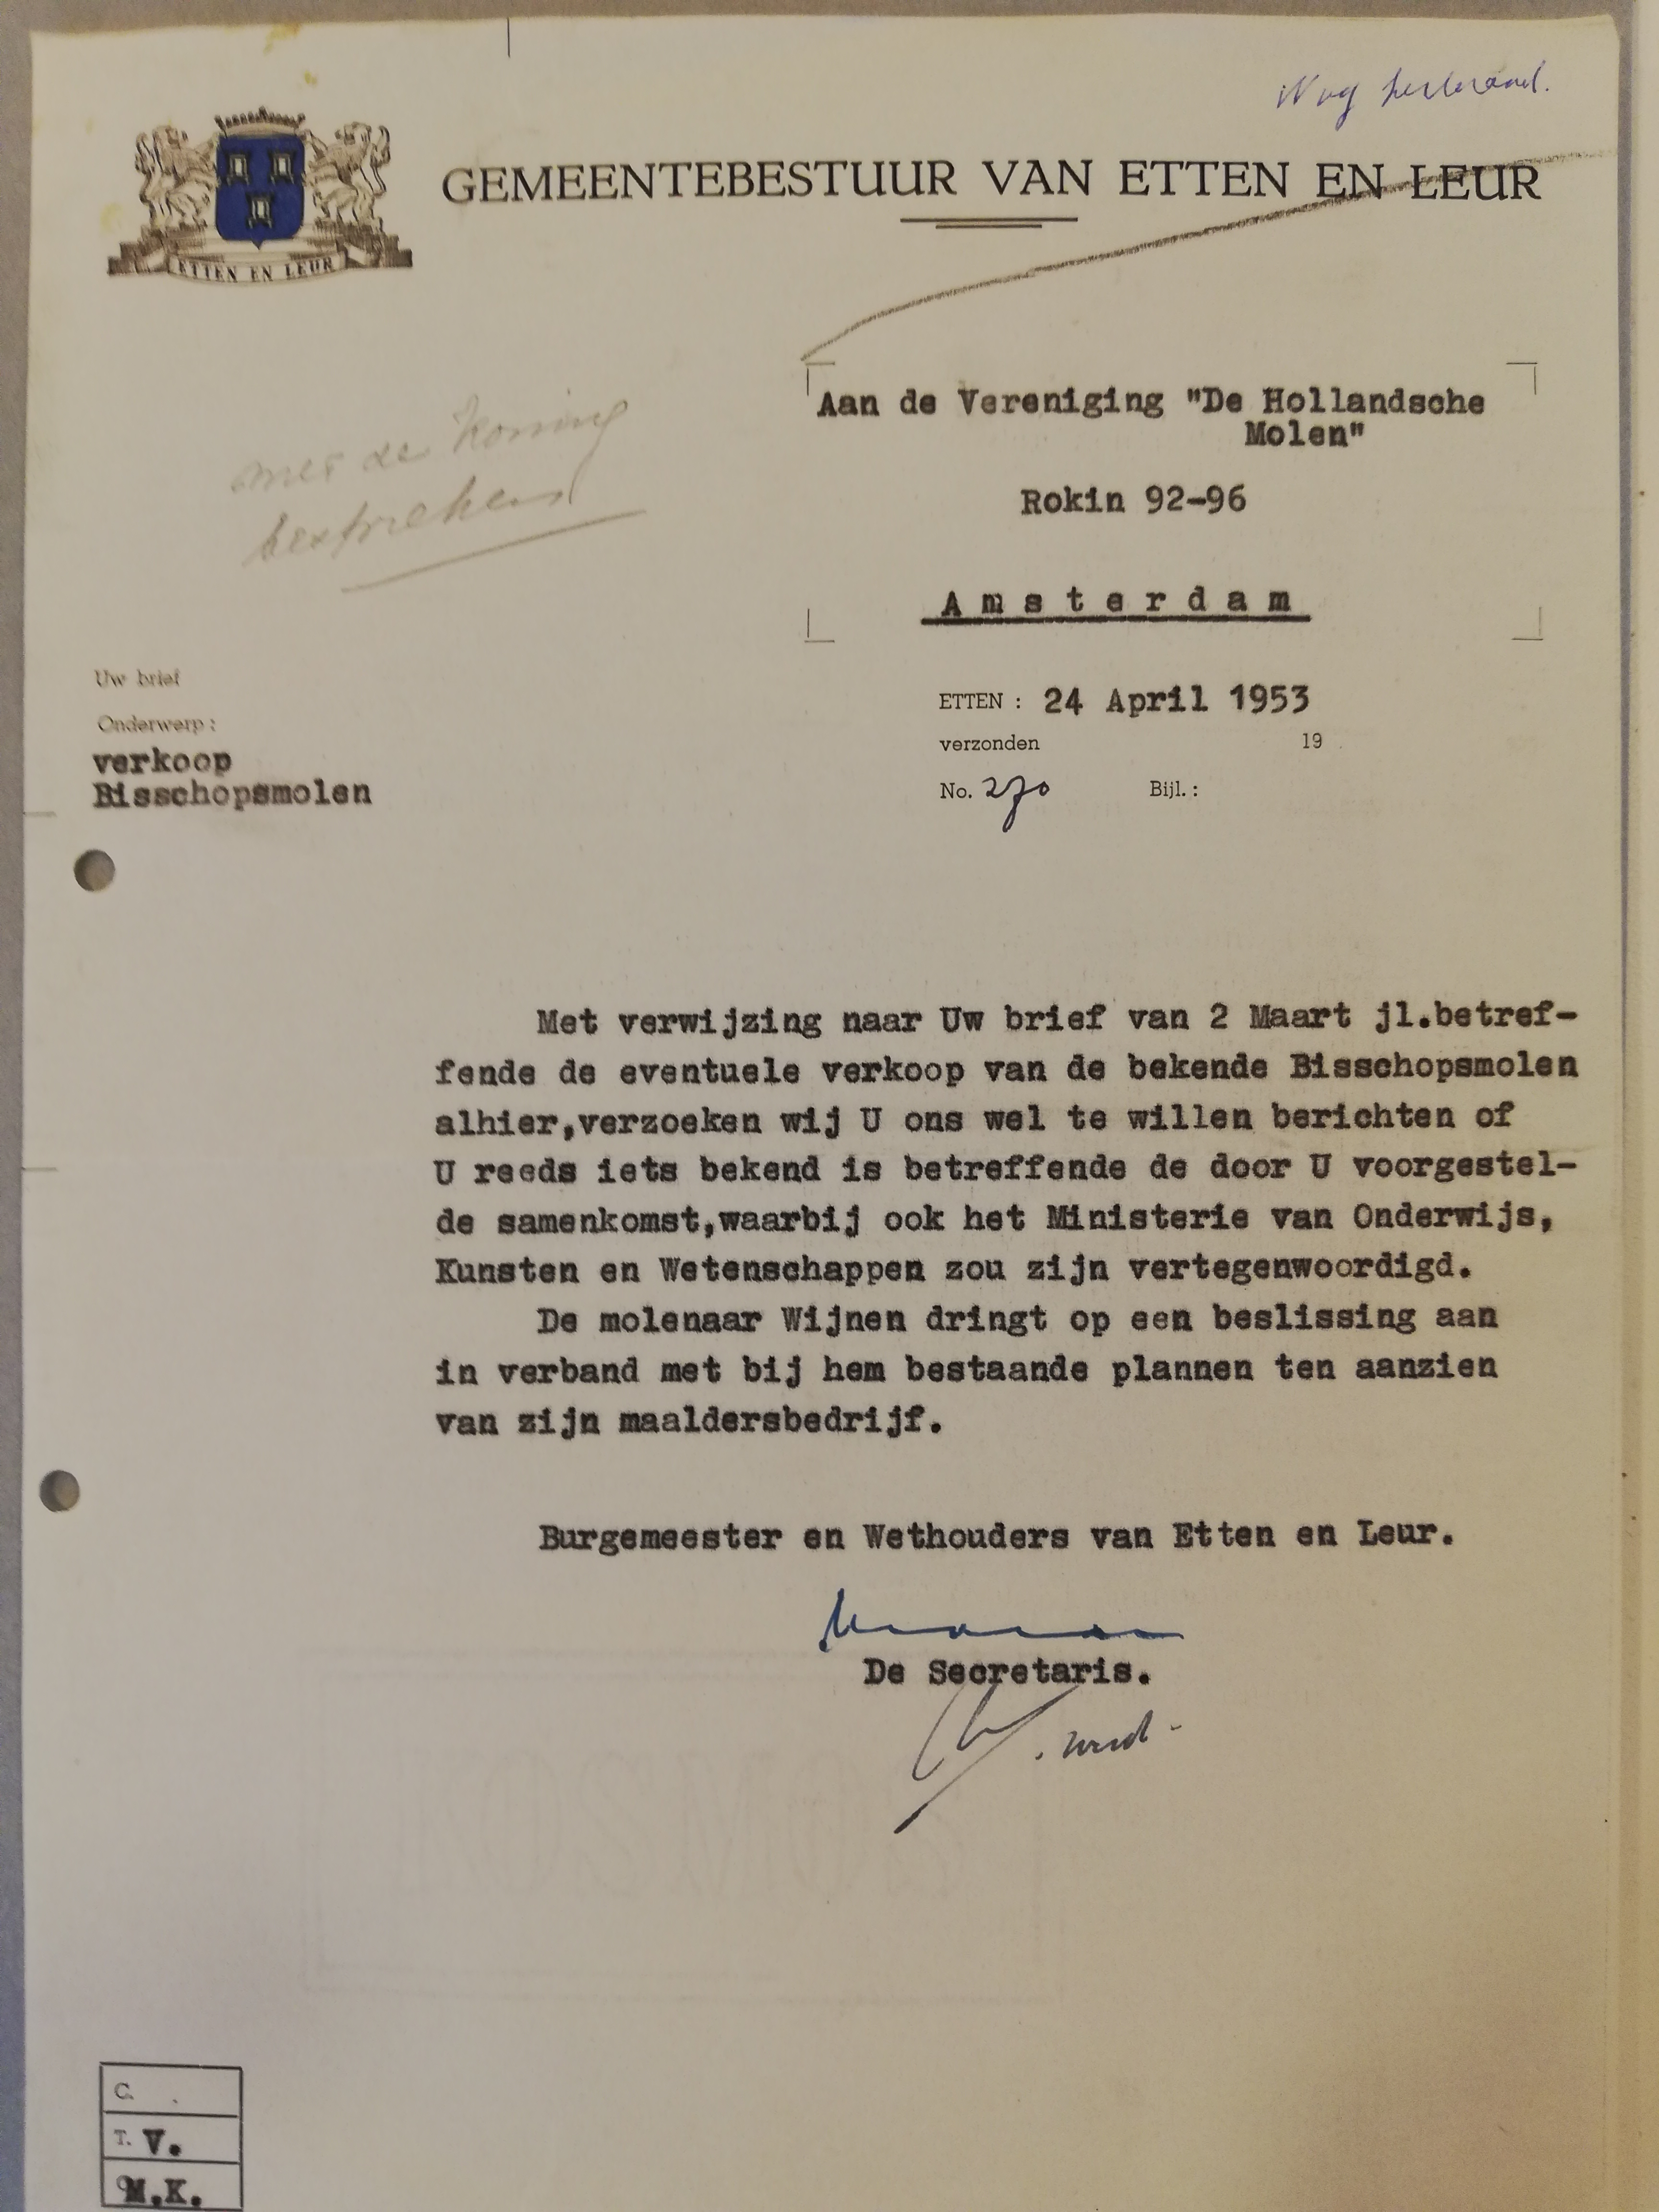 GEMEENTEBESTUUR VAN ETTEN EN LEUR
ETTEN EN LEUR
met de Koning
besproken
Aan de Vereniging "De Hollandsche
Molen"
Rokin 92-96
Amsterdam
Uw brief
Onderwerp:
verkoop
Bisschopsmolen
ETTEN : 24 April 1953
verzonden 19
No. 270 Bijl.:
Met verwijzing naar Uw brief van 2 Maart jl.betref-
fende de eventuele verkoop van de bekende Bisschopsmolen
alhier,verzoeken wij U ons wel te willen berichten of
U reeds iets bekend is betreffende de door U voorgestel-
de samenkomst,waarbij ook het Ministerie van Onderwijs,
Kunsten en Wetenschappen zou zijn vertegenwoordigd.
De molenaar Wijnen dringt op een beslissing aan
in verband met bij hem bestaande plannen ten aanzien
van zijn maaldersbedrijf.
Burgemeester en Wethouders van Etten en Leur.
De Secretaris.
C.
T. V.
M.K.